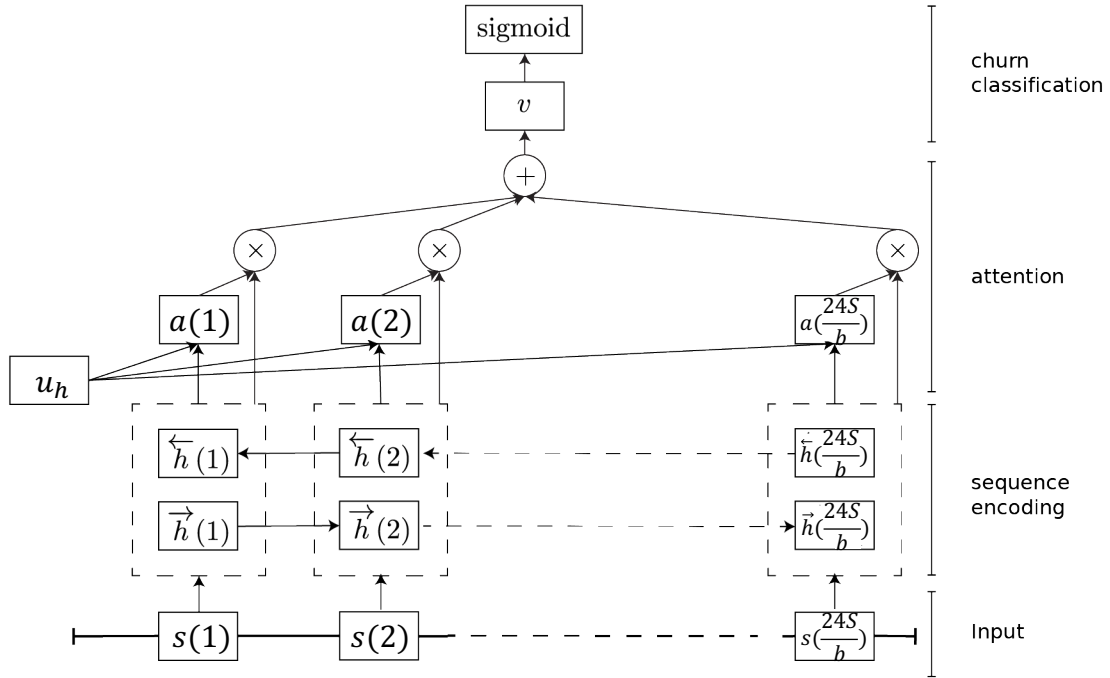 sigmoid
churn
classification
v
+
× × ×
attention
a(1) a(2) a(24S/b)
u_h
←h(1) ←h(2) ←h(24S/b)
sequence
encoding
→h(1) →h(2) →h(24S/b)
s(1) s(2) s(24S/b)
Input